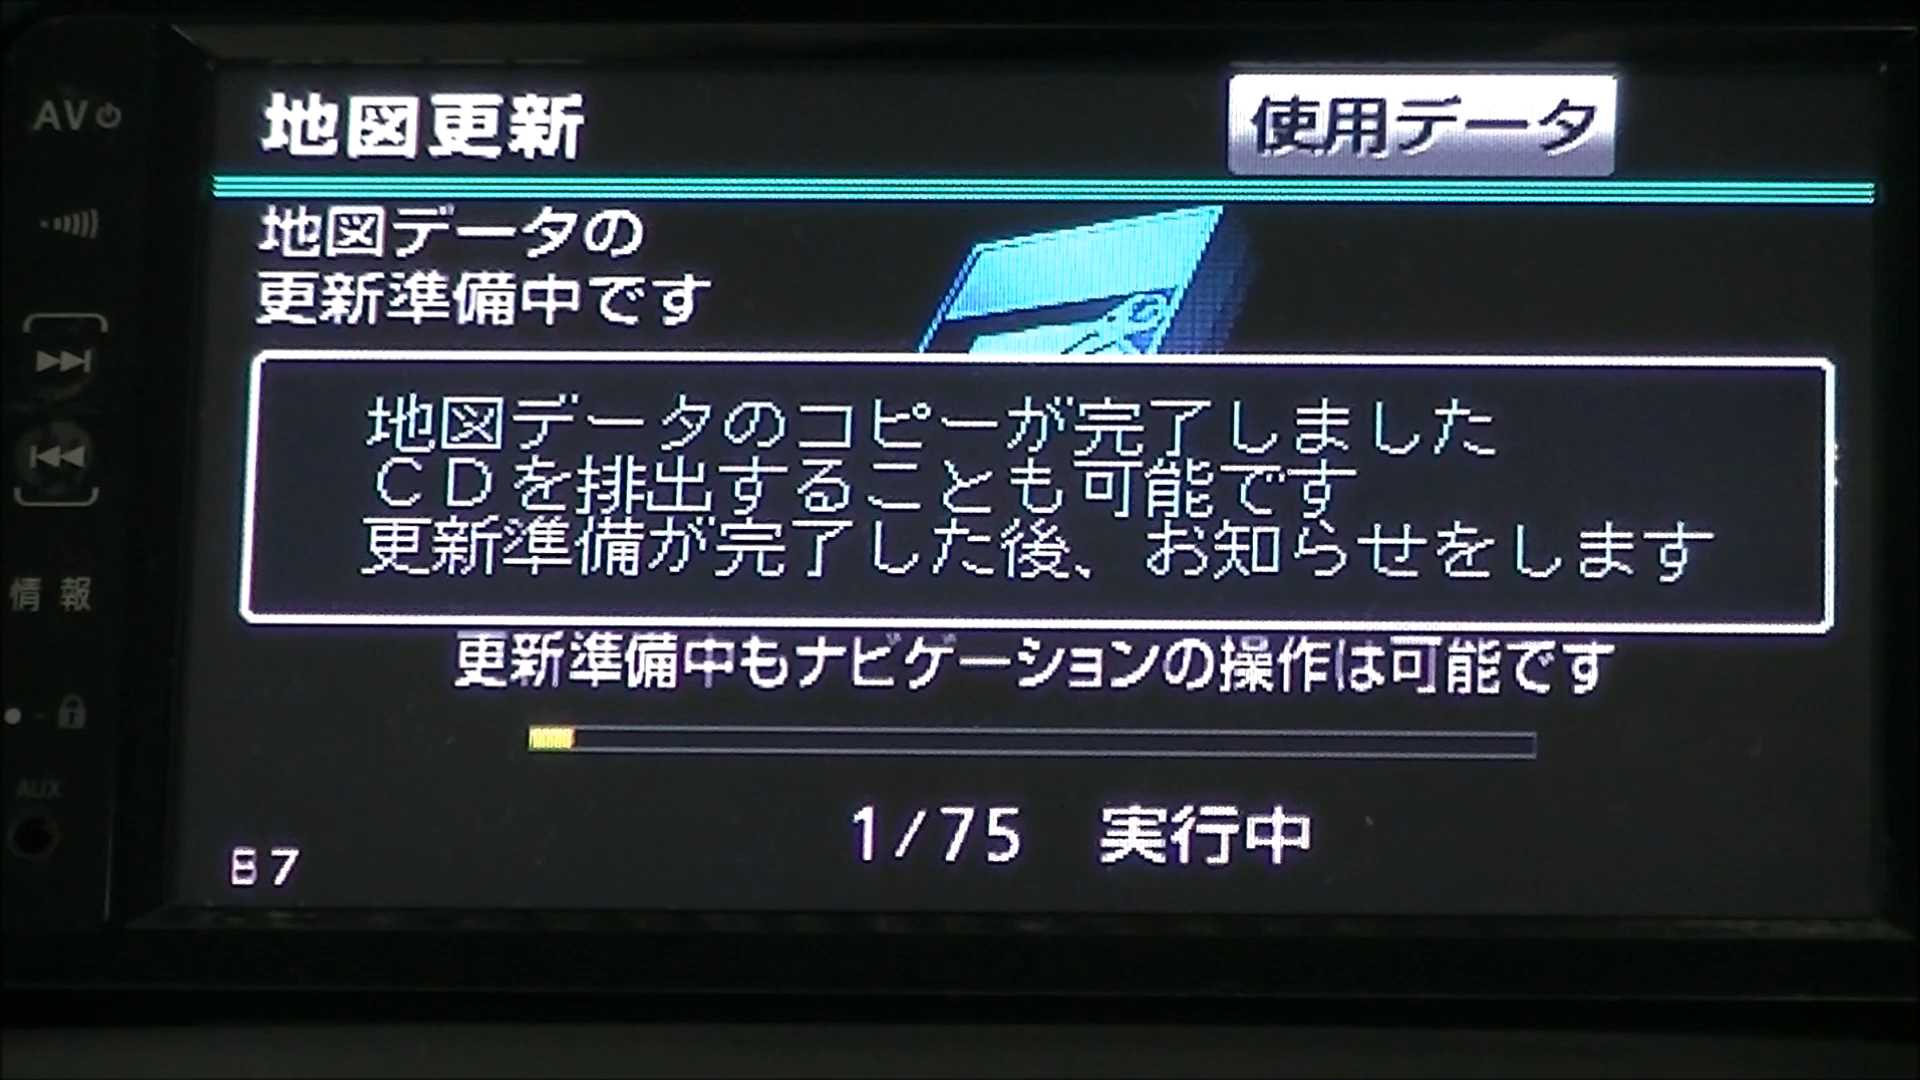 AV
地図更新
使用データ
地図データの
更新準備中です
地図データのコピーが完了しました
CDを排出することも可能です
更新準備が完了した後、お知らせをします
情報
更新準備中もナビゲーションの操作は可能です
AUX
1/75 実行中
87